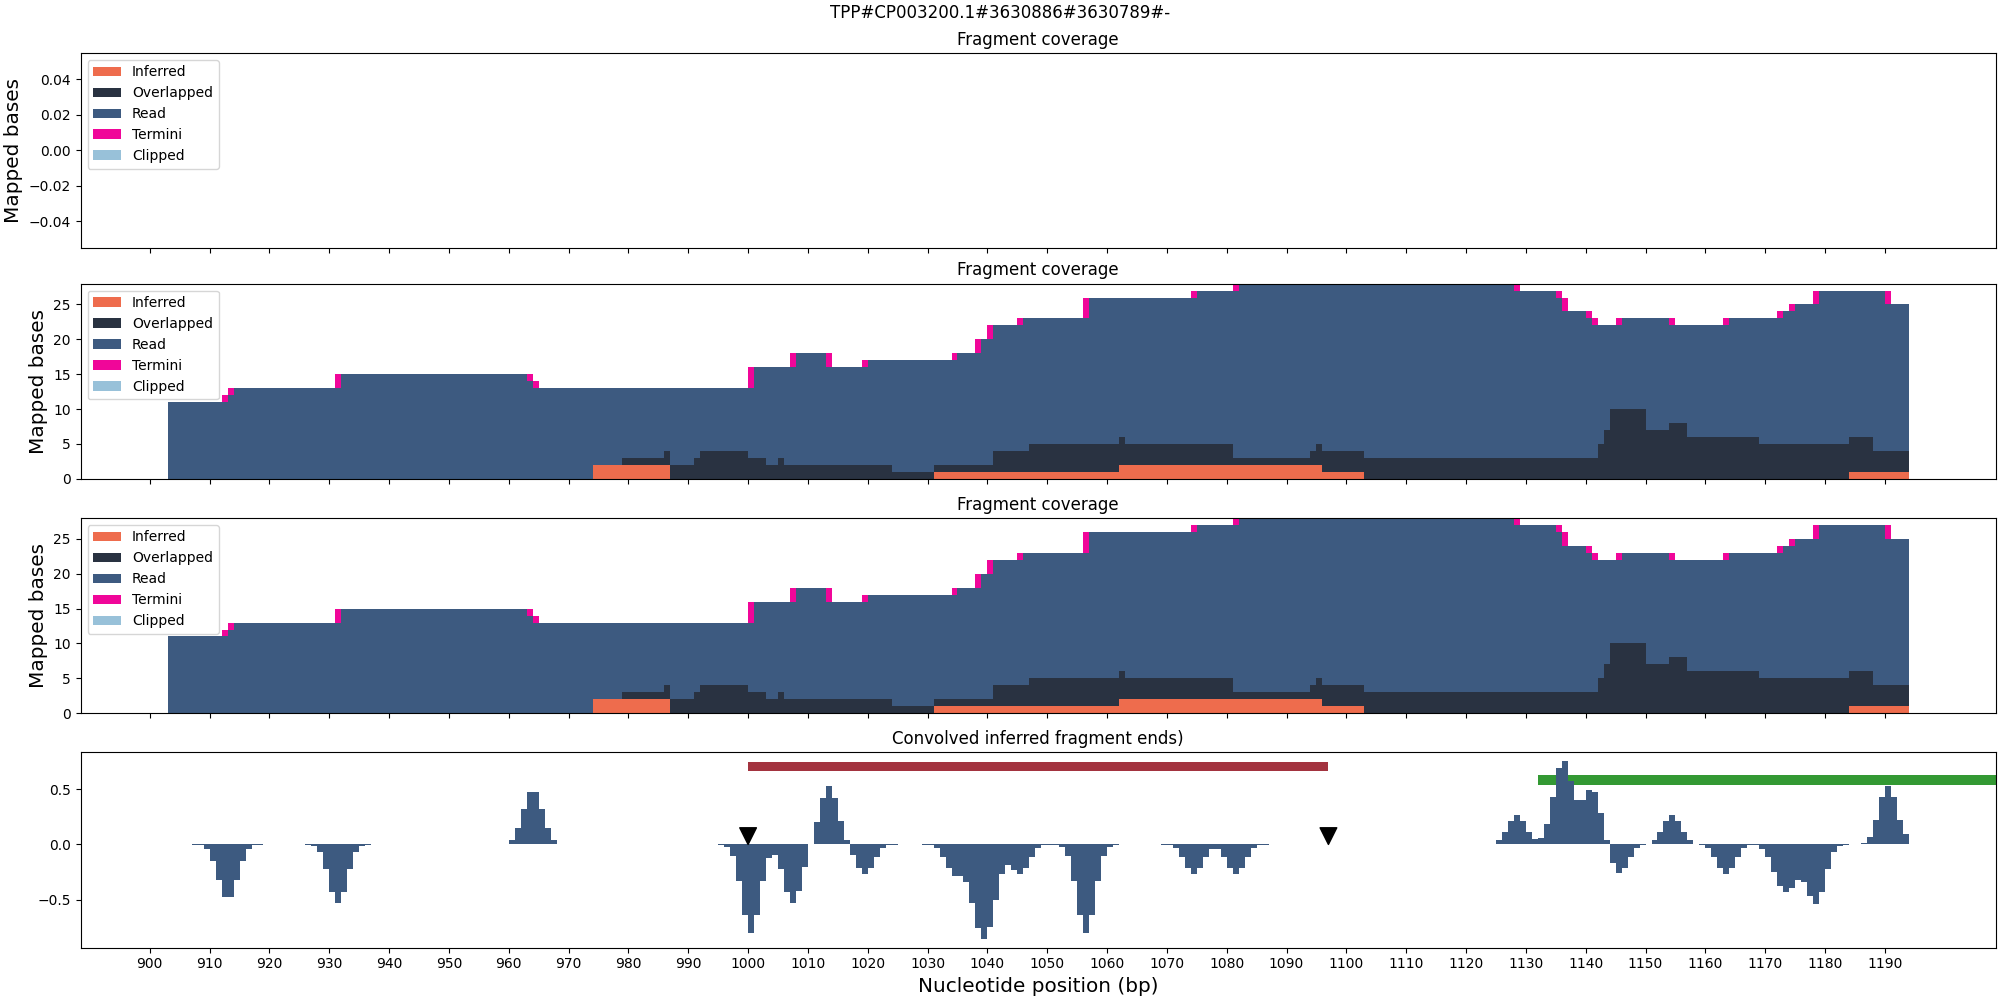 TPP#CP003200.1#3630886#3630789#-
Fragment coverage
Mapped bases
0.04
0.02
0.00
−0.02
−0.04
Inferred
Overlapped
Read
Termini
Clipped
Fragment coverage
Mapped bases
25
20
15
10
5
0
Inferred
Overlapped
Read
Termini
Clipped
Fragment coverage
Mapped bases
25
20
15
10
5
0
Inferred
Overlapped
Read
Termini
Clipped
Convolved inferred fragment ends)
0.5
0.0
−0.5
900 910 920 930 940 950 960 970 980 990 1000 1010 1020 1030 1040 1050 1060 1070 1080 1090 1100 1110 1120 1130 1140 1150 1160 1170 1180 1190
Nucleotide position (bp)